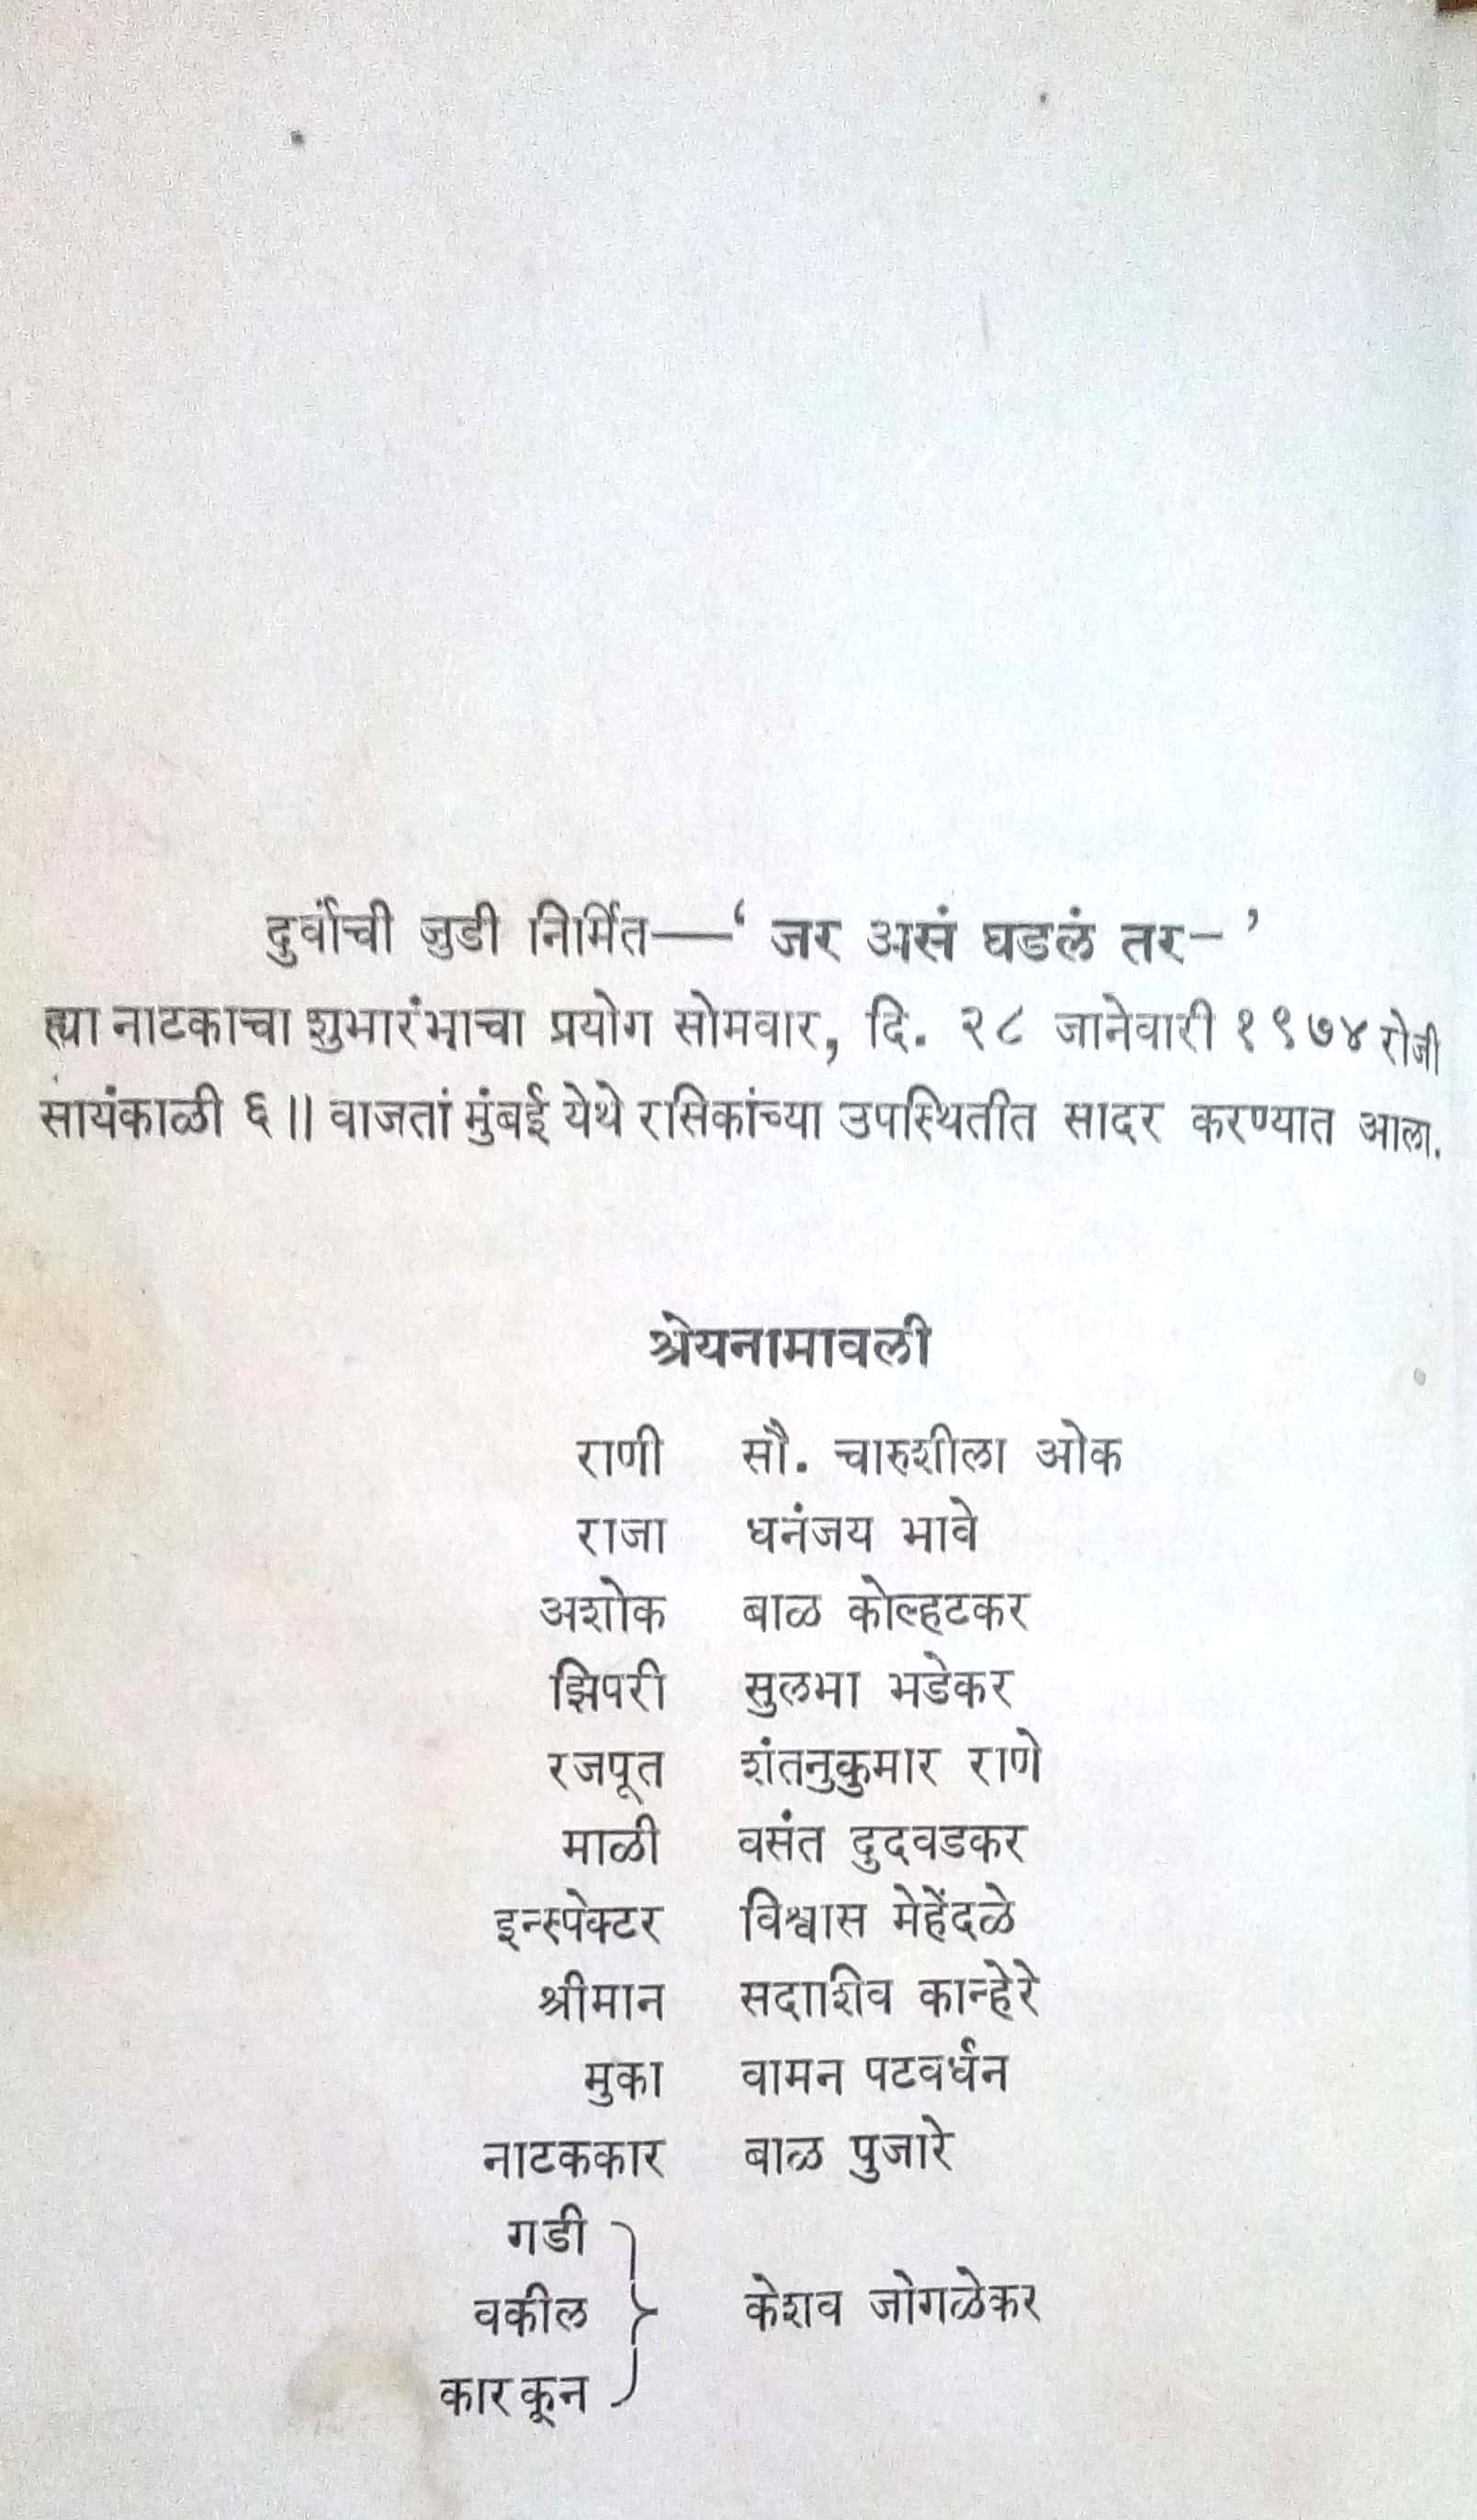 दुर्वांची जुडी निर्मित—‘ जर असं घडलं तर– ’
ह्या नाटकाचा शुभारंभाचा प्रयोग सोमवार, दि. २८ जानेवारी १९७४ रोजी
सायंकाळी ६॥ वाजतां मुंबई येथे रसिकांच्या उपस्थितीत सादर करण्यात आला.
श्रेयनामावली
राणी सौ. चारुशीला ओक
राजा धनंजय भावे
अशोक बाळ कोल्हटकर
झिपरी सुलभा भडेकर
रजपूत शंतनुकुमार राणे
माळी वसंत दुदवडकर
इन्स्पेक्टर विश्वास मेहेंदळे
श्रीमान सदााशिव कान्हेरे
मुका वामन पटवर्धन
नाटककार बाळ पुजारे
गडी
वकील केशव जोगळेकर
कारकून